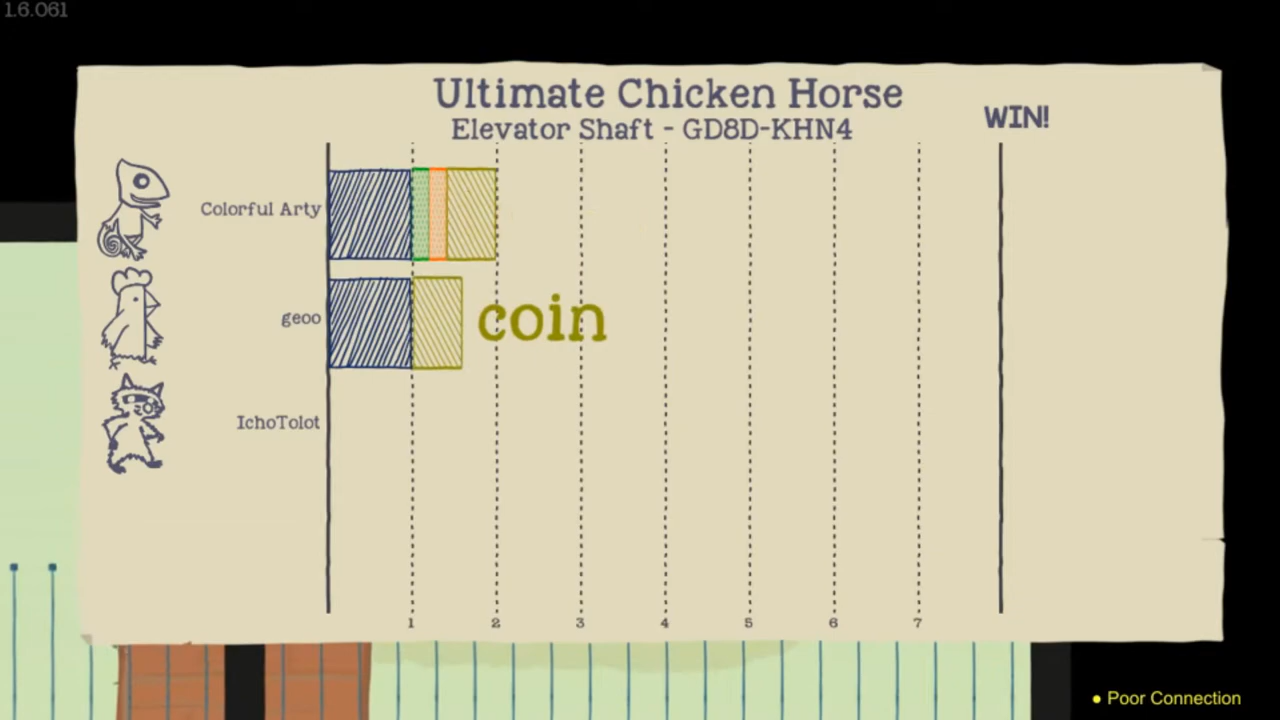 1.6.061
Ultimate Chicken Horse
Elevator Shaft - GD8D-KHN4
WIN!
Colorful Arty
geoo
coin
IchoTolot
1 2 3 4 5 6 7
Poor Connection